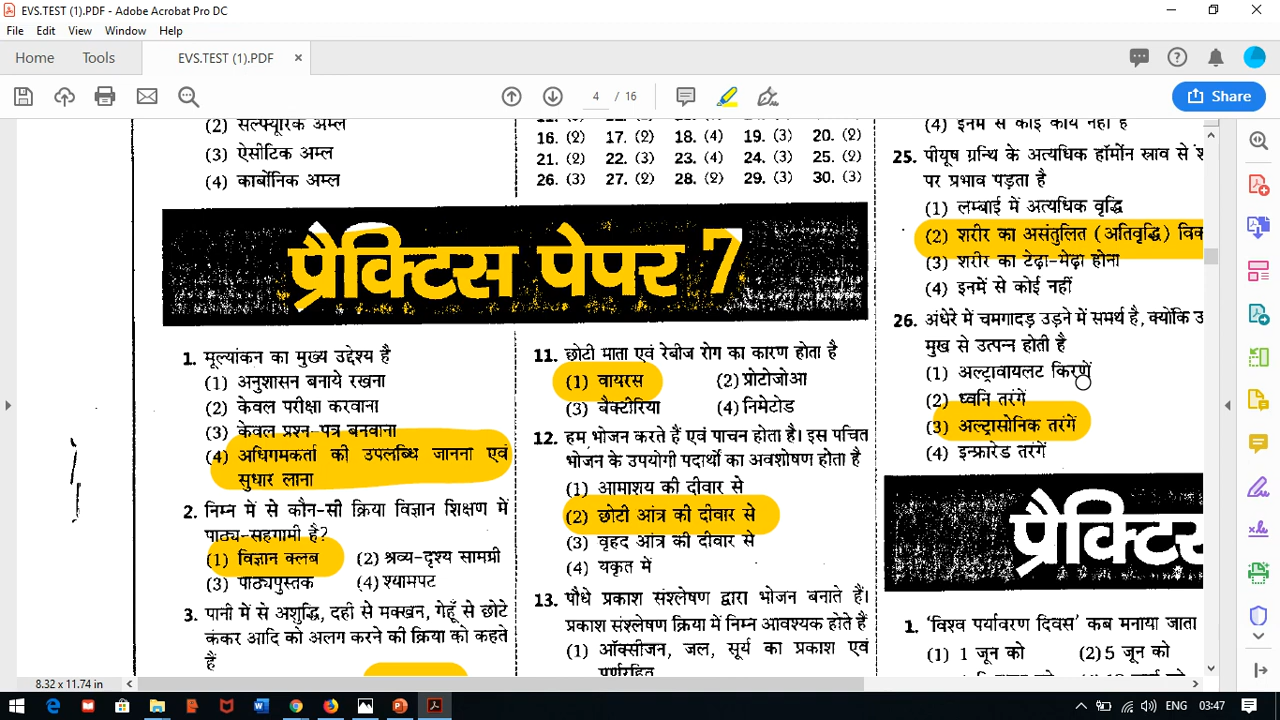 EVS.TEST (1).PDF - Adobe Acrobat Pro DC
File Edit View Window Help
Home Tools EVS.TEST (1).PDF ×
4 / 16
Share
(2) सल्फ्यूरिक अम्ल
(3) ऐसीटिक अम्ल
(4) कार्बोनिक अम्ल
16. (2) 17. (2) 18. (4) 19. (3) 20. (2)
21. (2) 22. (3) 23. (4) 24. (3) 25. (2)
26. (3) 27. (2) 28. (2) 29. (3) 30. (3)
प्रैक्टिस पेपर 7
1. मूल्यांकन का मुख्य उद्देश्य है
(1) अनुशासन बनाये रखना
(2) केवल परीक्षा करवाना
(3) केवल प्रश्न-पत्र बनवाना
(4) अधिगमकर्ता की उपलब्धि जानना एवं
सुधार लाना
2. निम्न में से कौन-सी क्रिया विज्ञान शिक्षण में
पाठ्य-सहगामी है?
(1) विज्ञान क्लब (2) श्रव्य-दृश्य सामग्री
(3) पाठ्यपुस्तक (4) श्यामपट
3. पानी में से अशुद्धि, दही से मक्खन, गेहूँ से छोटे
कंकर आदि को अलग करने की क्रिया को कहते
हैं
11. छोटी माता एवं रेबीज रोग का कारण होता है
(1) वायरस (2) प्रोटोजोआ
(3) बैक्टीरिया (4) निमेटोड
12. हम भोजन करते हैं एवं पाचन होता है। इस पचित
भोजन के उपयोगी पदार्थो का अवशोषण होता है
(1) आमाशय की दीवार से
(2) छोटी आंत्र की दीवार से
(3) वृहद आंत्र की दीवार से
(4) यकृत में
13. पौधे प्रकाश संश्लेषण द्वारा भोजन बनाते हैं।
प्रकाश संश्लेषण क्रिया में निम्न आवश्यक होते हैं
(1) ऑक्सीजन, जल, सूर्य का प्रकाश एवं
पर्णरहित
(4) इनमें से कोई कार्य नहीं है
25. पीयूष ग्रन्थि के अत्यधिक हॉर्मोन स्राव से
पर प्रभाव पड़ता है
(1) लम्बाई में अत्यधिक वृद्धि
(2) शरीर का असंतुलित (अतिवृद्धि)
(3) शरीर का टेढ़ा-मेढ़ा होना
(4) इनमें से कोई नहीं
26. अंधेरे में चमगादड़ उड़ने में समर्थ है, क्योंकि
मुख से उत्पन्न होती है
(1) अल्ट्रावायलट किरणें
(2) ध्वनि तरंगें
(3) अल्ट्रासोनिक तरंगें
(4) इन्फ्रारेड तरंगें
1. 'विश्व पर्यावरण दिवस' कब मनाया जाता
(1) 1 जून को (2) 5 जून को
8.32 x 11.74 in
ENG 03:47